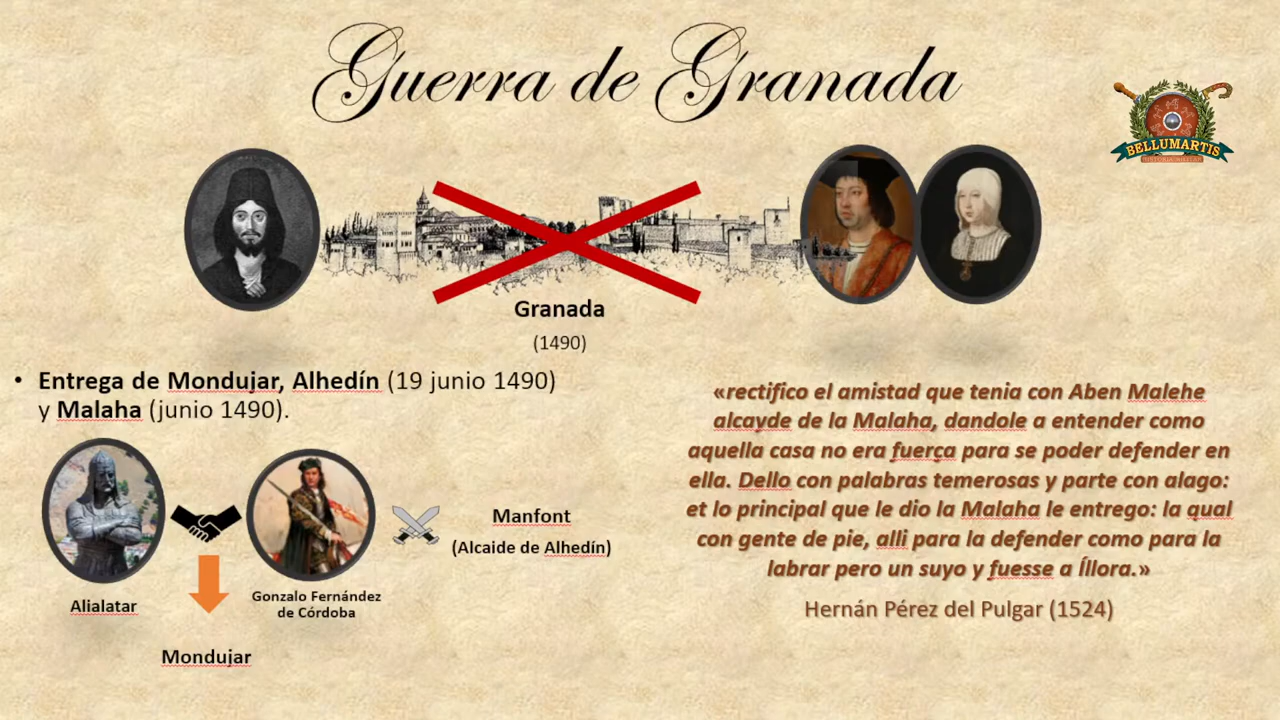 Guerra de Granada
BELLUMARTIS
HISTORIA MILITAR
Granada
(1490)
• Entrega de Mondujar, Alhedín (19 junio 1490)
y Malaha (junio 1490).
Alialatar
Gonzalo Fernández
de Córdoba
Manfont
(Alcaide de Alhedín)
Mondujar
«rectifico el amistad que tenia con Aben Malehe
alcayde de la Malaha, dandole a entender como
aquella casa no era fuerça para se poder defender en
ella. Dello con palabras temerosas y parte con alago:
et lo principal que le dio la Malaha le entrego: la qual
con gente de pie, alli para la defender como para la
labrar pero un suyo y fuesse a Íllora.»
Hernán Pérez del Pulgar (1524)